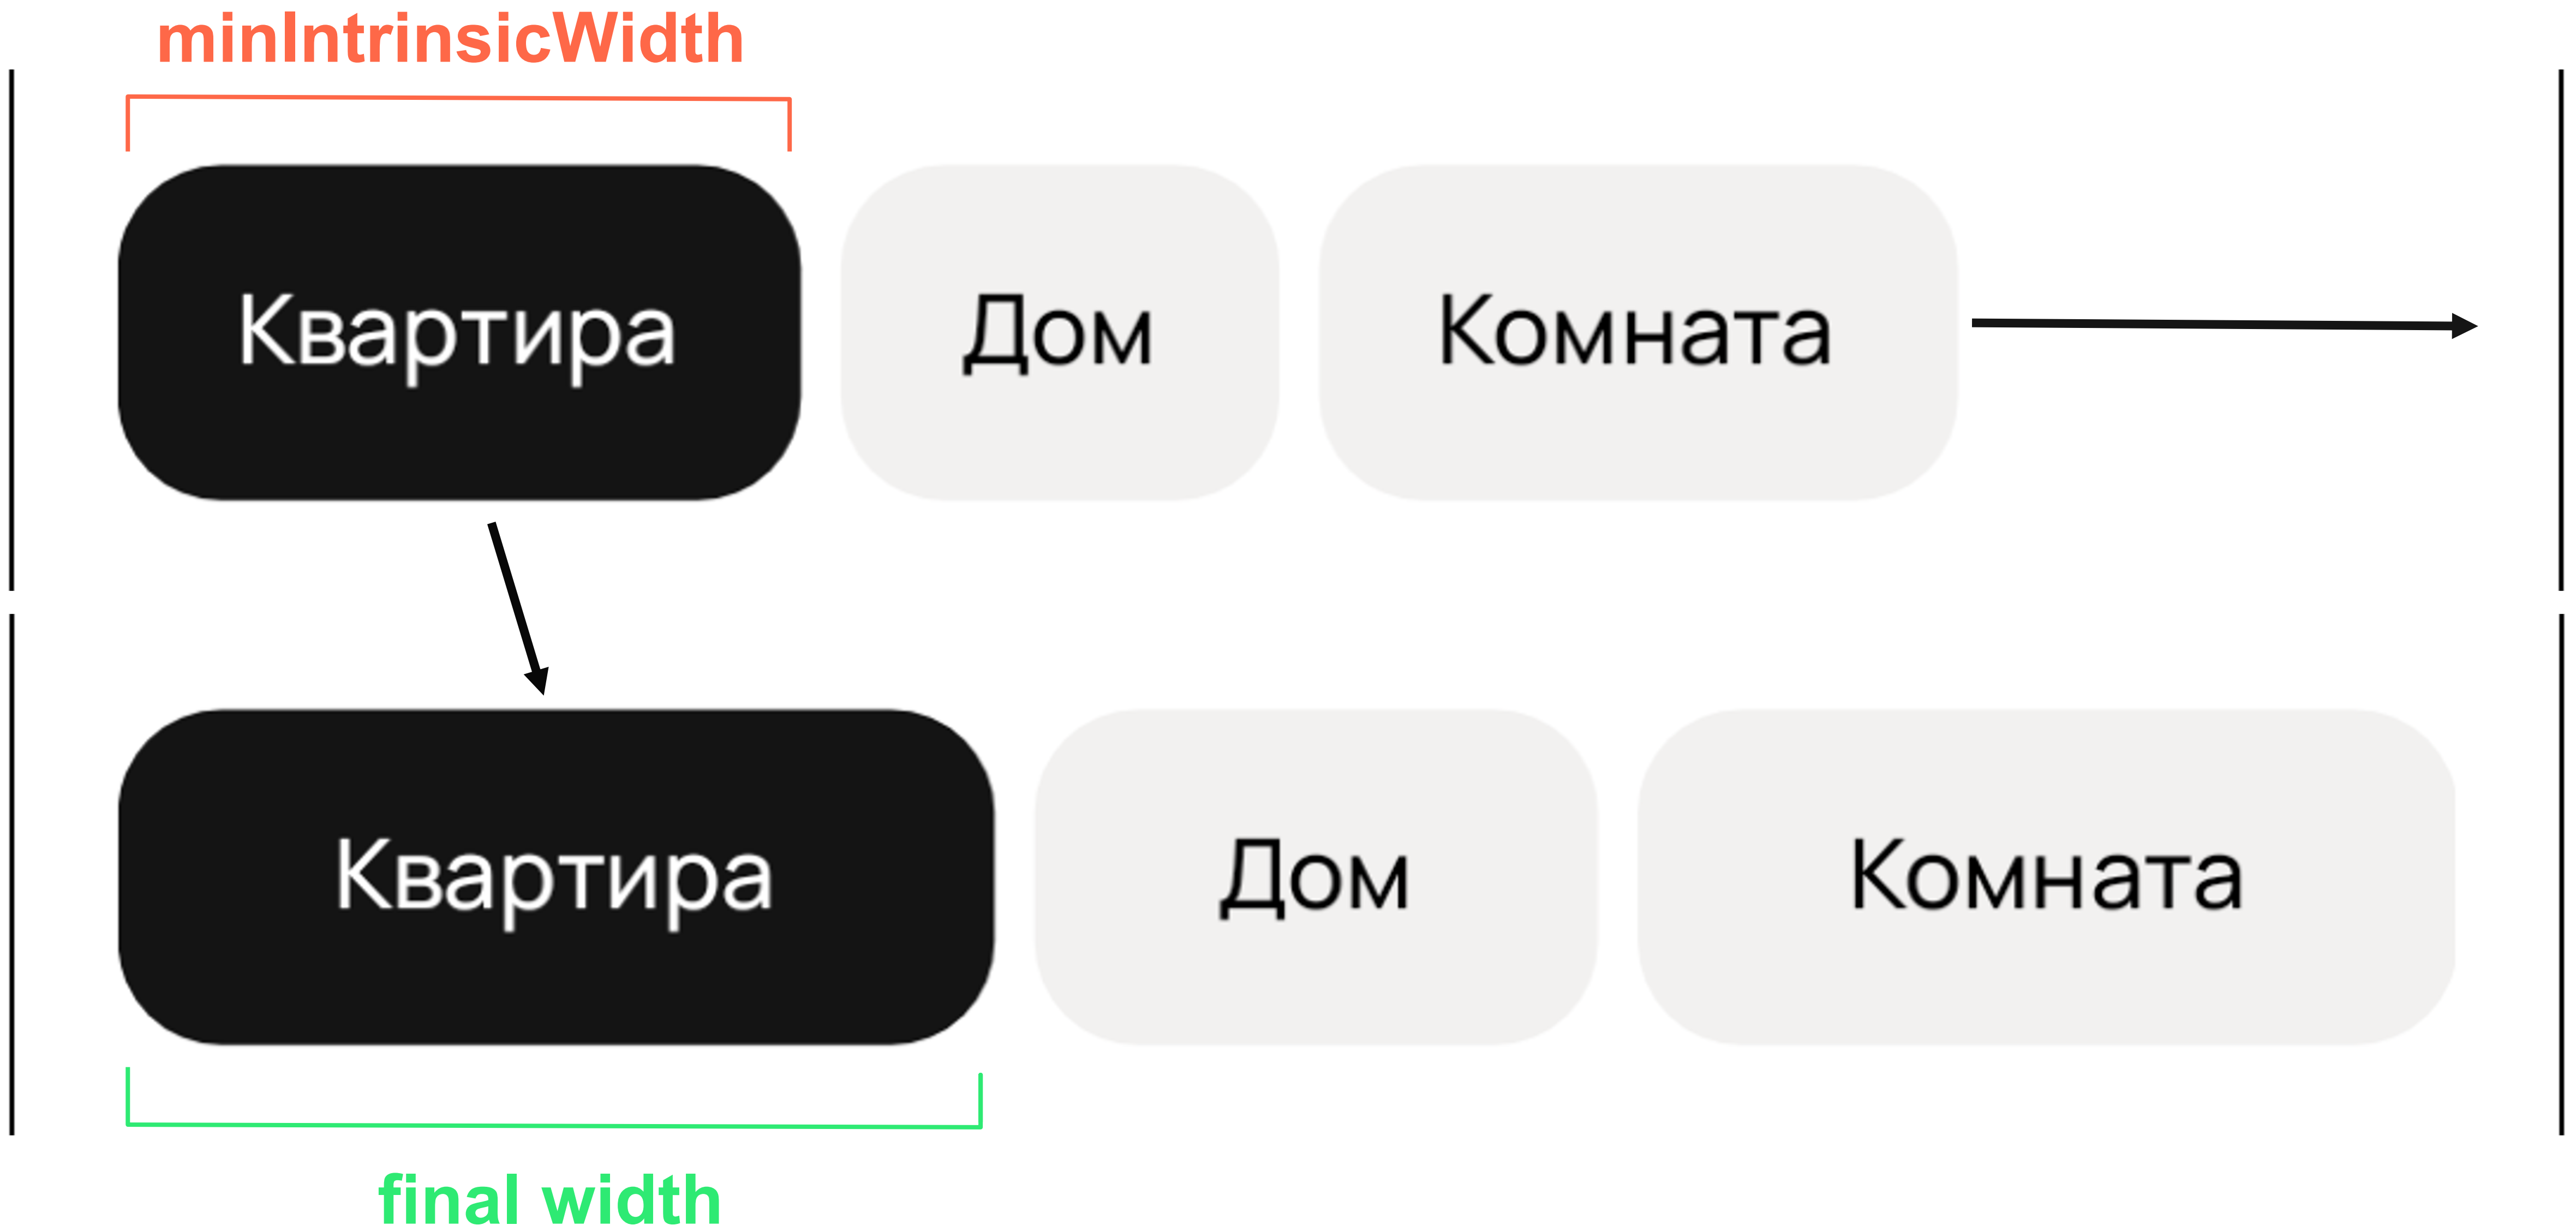 minIntrinsicWidth
Квартира Дом Комната
Квартира Дом Комната
final width